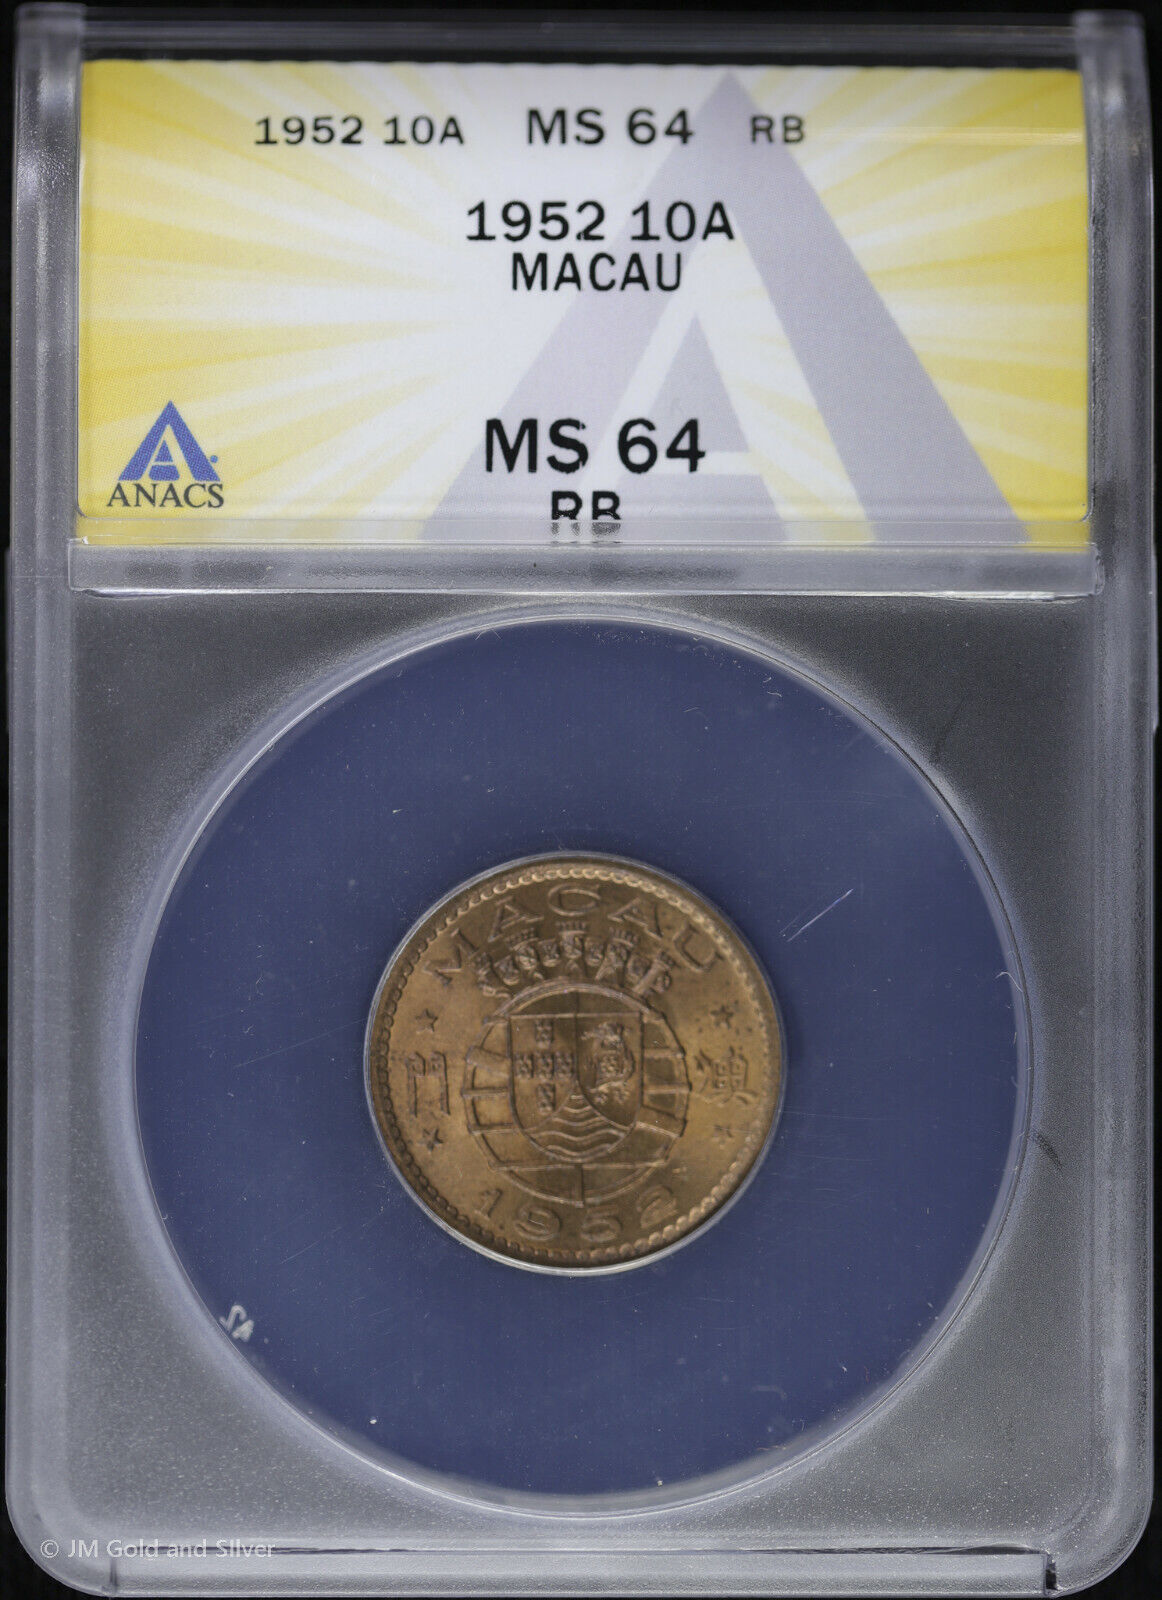 1952 10A MS 64 RB
1952 10A
MACAU
MS 64
RB
ANACS
MACAU
門
澳
1952
SA
© JM Gold and Silver